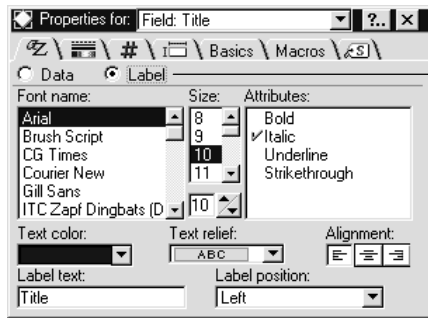 Properties for: Field: Title ?..
# Basics Macros S
Data Label
Font name: Size: Attributes:
Arial 8 Bold
Brush Script 9 Italic
CG Times 10 Underline
Courier New 11 Strikethrough
Gill Sans
ITC Zapf Dingbats (D 10
Text color: Text relief: Alignment:
ABC
Label text: Label position:
Title Left